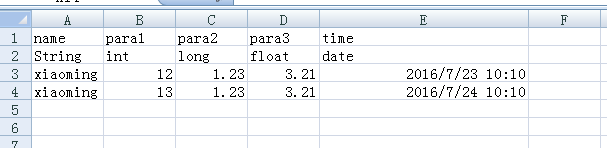 A B C D E F
1 name para1 para2 para3 time
2 String int long float date
3 xiaoming 12 1.23 3.21 2016/7/23 10:10
4 xiaoming 13 1.23 3.21 2016/7/24 10:10
5
6
7